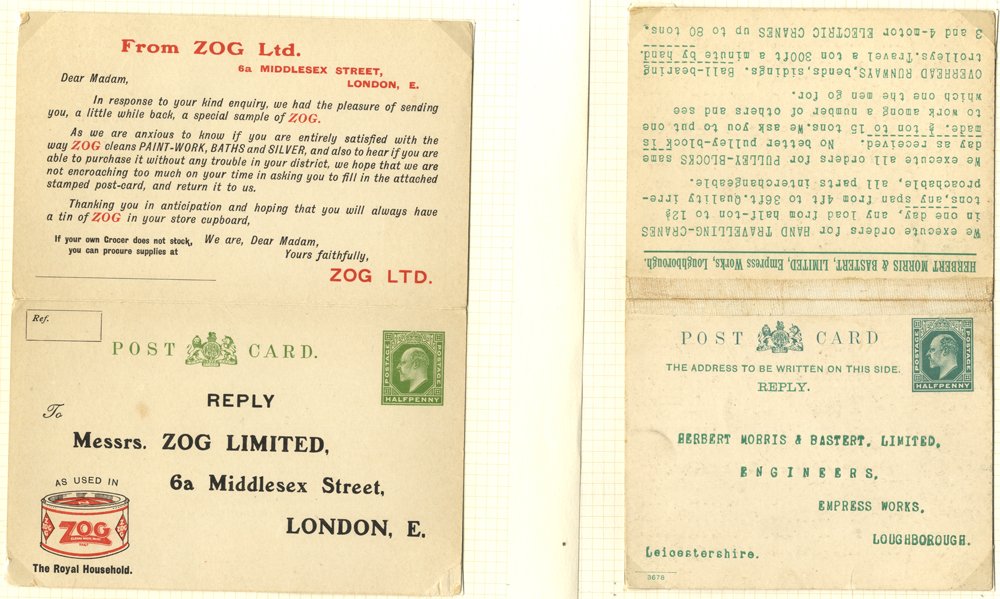 From ZOG Ltd.
6a MIDDLESEX STREET,
LONDON, E.
Dear Madam,
In response to your kind enquiry, we had the pleasure of sending
you, a little while back, a special sample of ZOG.
As we are anxious to know if you are entirely satisfied with the
way ZOG cleans PAINT-WORK, BATHS and SILVER, and also to hear if you are
able to purchase it without any trouble in your district, we hope that we are
not encroaching too much on your time in asking you to fill in the attached
stamped post-card, and return it to us.
Thanking you in anticipation and hoping that you will always have
a tin of ZOG in your store cupboard,
If your own Grocer does not stock,
you can procure supplies at
We are, Dear Madam,
Yours faithfully,
ZOG LTD.
Ref.
POST CARD.
POSTAGE POSTAGE
HALFPENNY
REPLY
To
Messrs. ZOG LIMITED,
6a Middlesex Street,
LONDON, E.
AS USED IN
ZOG
The Royal Household.
HERBERT MORRIS & BASTERT, LIMITED, Empress Works, Loughborough.
We execute orders for HAND TRAVELLING-CRANES
in one day, any load from half-ton to 12½
tons,any span from 4ft to 36ft.Quality irre-
proachable, all parts interchangeable.
We execute all orders for PULLEY-BLOCKS same
day as received. No better pulley-block is
made. ½ ton to 15 tons.We ask you to put one
to work among a number of others and see
which one the men go for.
OVERHEAD RUNWAYS,bends,sidings. Ball-bearing
trolleys.Travel a ton 300ft a minute by hand.
3 and 4-motor ELECTRIC CRANES up to 80 tons.
POST CARD
THE ADDRESS TO BE WRITTEN ON THIS SIDE.
REPLY.
POSTAGE POSTAGE
HALFPENNY
HERBERT MORRIS & BASTERT, LIMITED,
ENGINEERS,
EMPRESS WORKS,
LOUGHBOROUGH.
Leicestershire.
3678